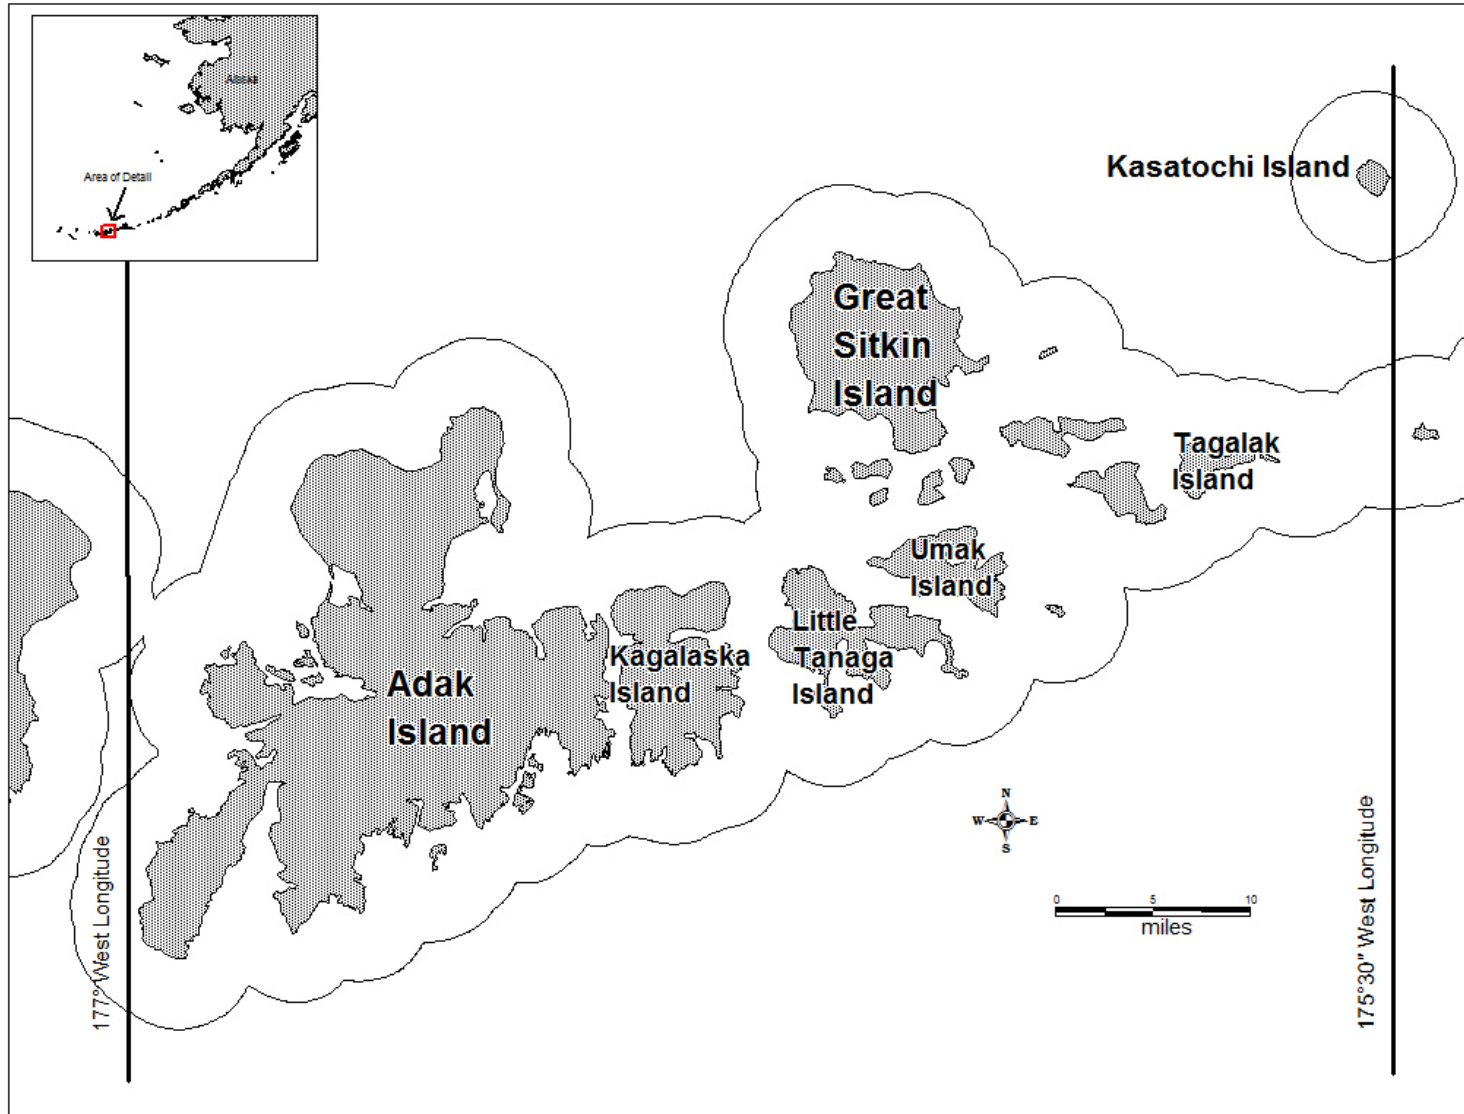 Alaska
Area of Detail
Kasatochi Island
Great
Sitkin
Island
Tagalak
Island
Umak
Island
Little
Tanaga
Island
Kagalaska
Island
Adak
Island
N
W E
S
0 5 10
miles
177° West Longitude
175°30" West Longitude